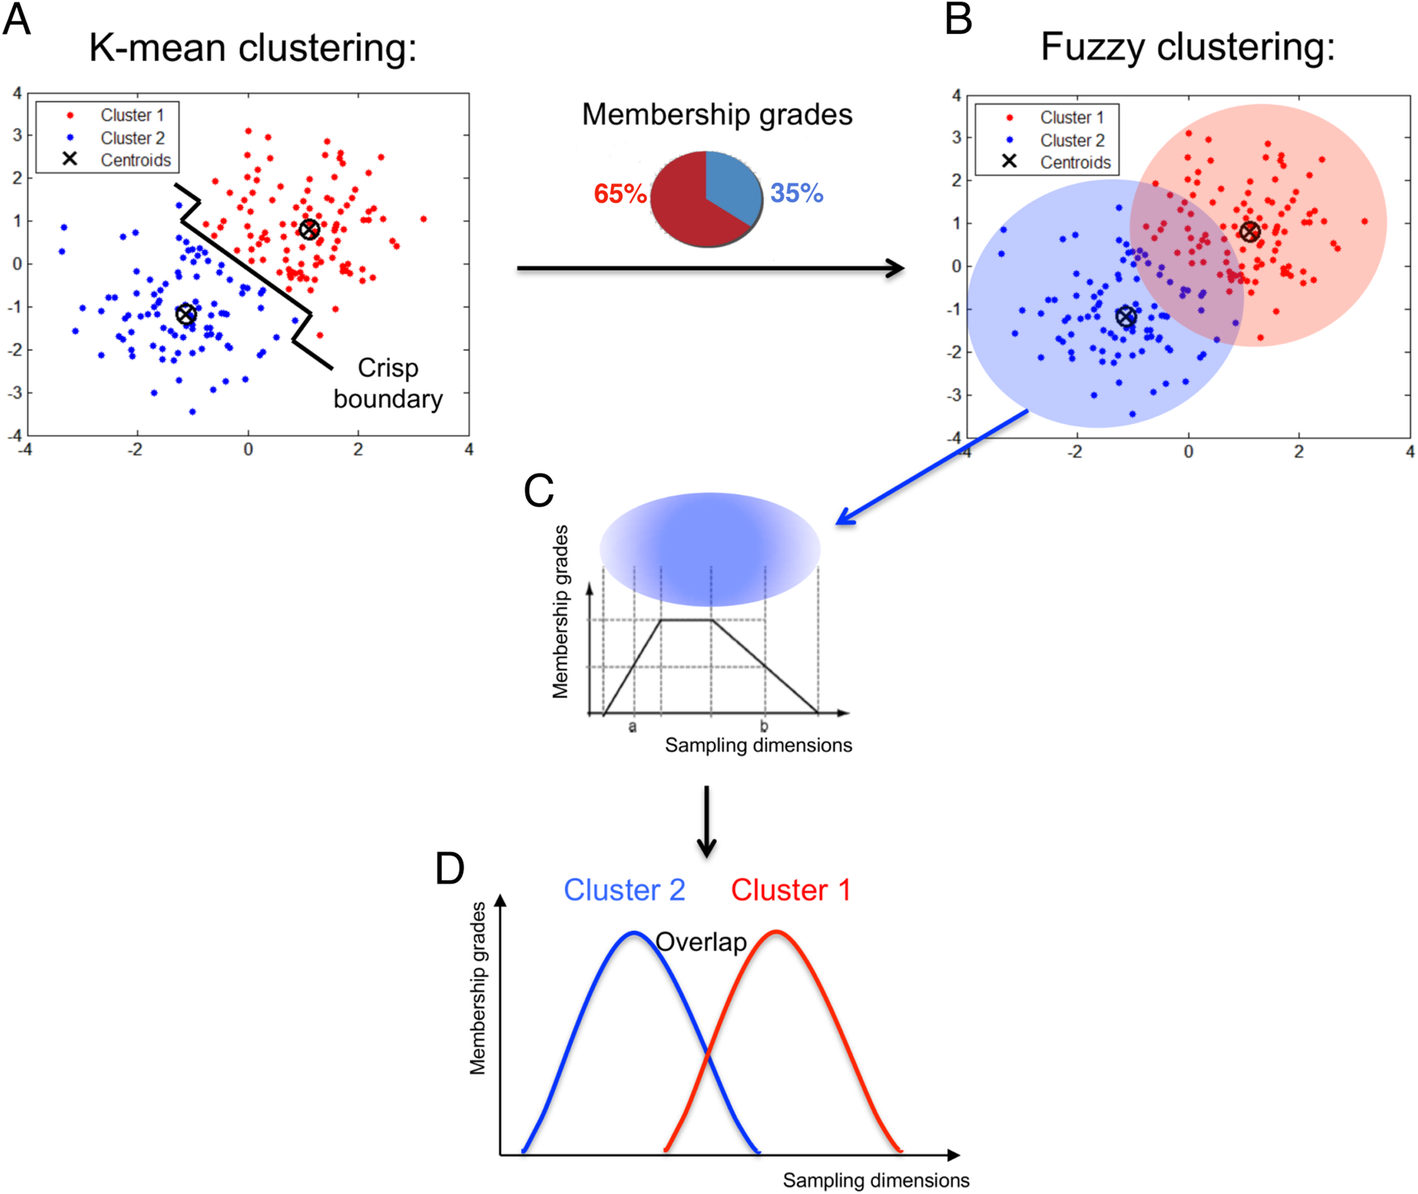 A
K-mean clustering:
4
3
2
1
0
-1
-2
-3
-4
-4
-2
0
2
4
Cluster 1
Cluster 2
Centroids
Crisp
boundary
Membership grades
65%
35%
B
Fuzzy clustering:
4
3
2
1
0
-1
-2
-3
-4
-4
-2
0
2
4
Cluster 1
Cluster 2
Centroids
C
Membership grades
a
b
Sampling dimensions
D
Cluster 2
Cluster 1
Overlap
Membership grades
Sampling dimensions